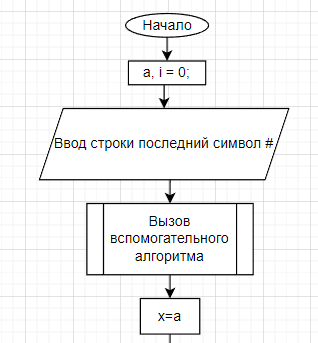 Начало
a, i = 0;
Ввод строки последний символ #
Вызов
вспомогательного
алгоритма
x=a